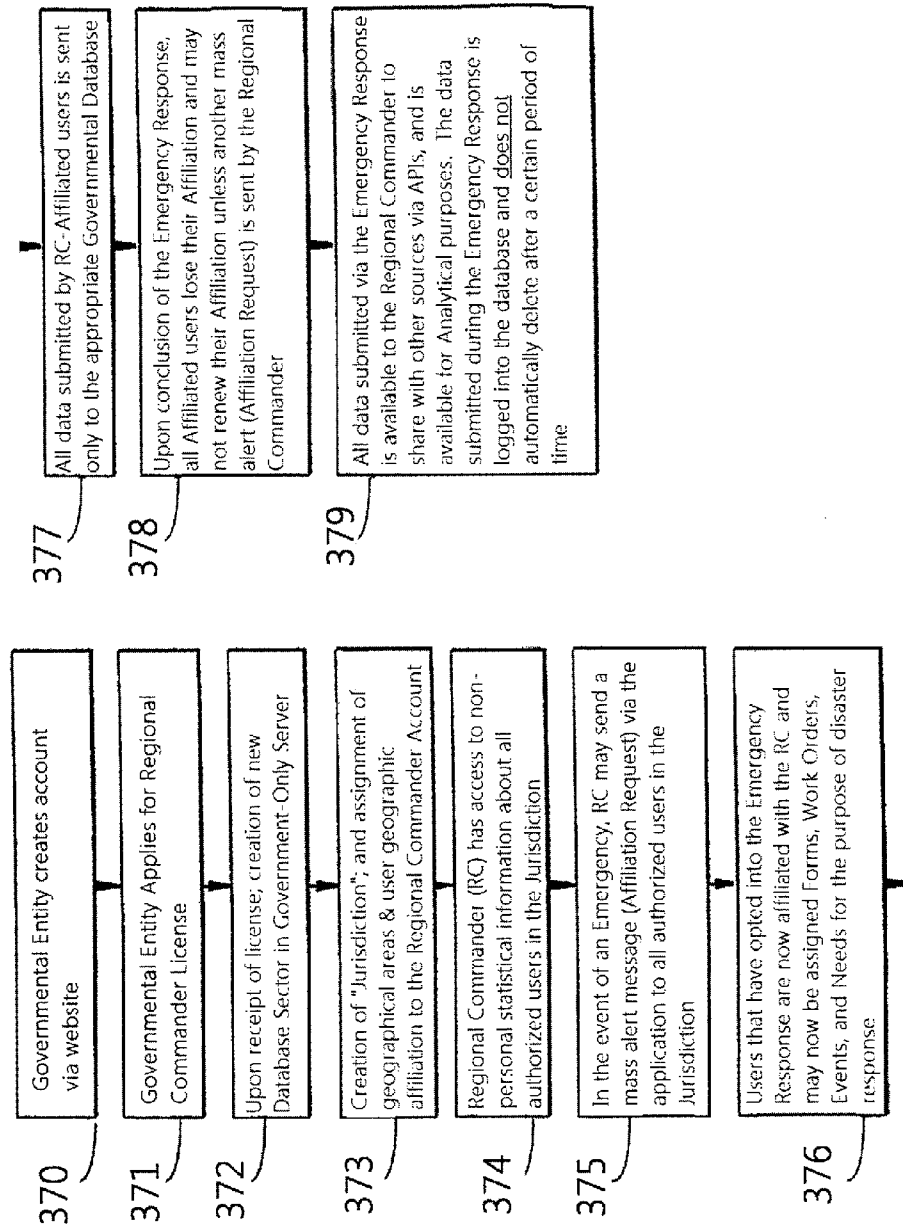 370
Governmental Entity creates account
via website
371
Governmental Entity Applies for Regional
Commander License
372
Upon receipt of license; creation of new
Database Sector in Government-Only Server
373
Creation of "Jurisdiction"; and assignment of
geographical areas & user geographic
affiliation to the Regional Commander Account
374
Regional Commander (RC) has access to non-
personal statistical information about all
authorized users in the Jurisdiction
375
In the event of an Emergency, RC may send a
mass alert message (Affiliation Request) via the
application to all authorized users in the
Jurisdiction
376
Users that have opted into the Emergency
Response are now affiliated with the RC and
may now be assigned Forms, Work Orders,
Events, and Needs for the purpose of disaster
response
377
All data submitted by RC-Affiliated users is sent
only to the appropriate Governmental Database
378
Upon conclusion of the Emergency Response,
all Affiliated users lose their Affiliation and may
not renew their Affiliation unless another mass
alert (Affiliation Request) is sent by the Regional
Commander
379
All data submitted via the Emergency Response
is available to the Regional Commander to
share with other sources via APIs, and is
available for Analytical purposes. The data
submitted during the Emergency Response is
logged into the database and does not
automatically delete after a certain period of
time